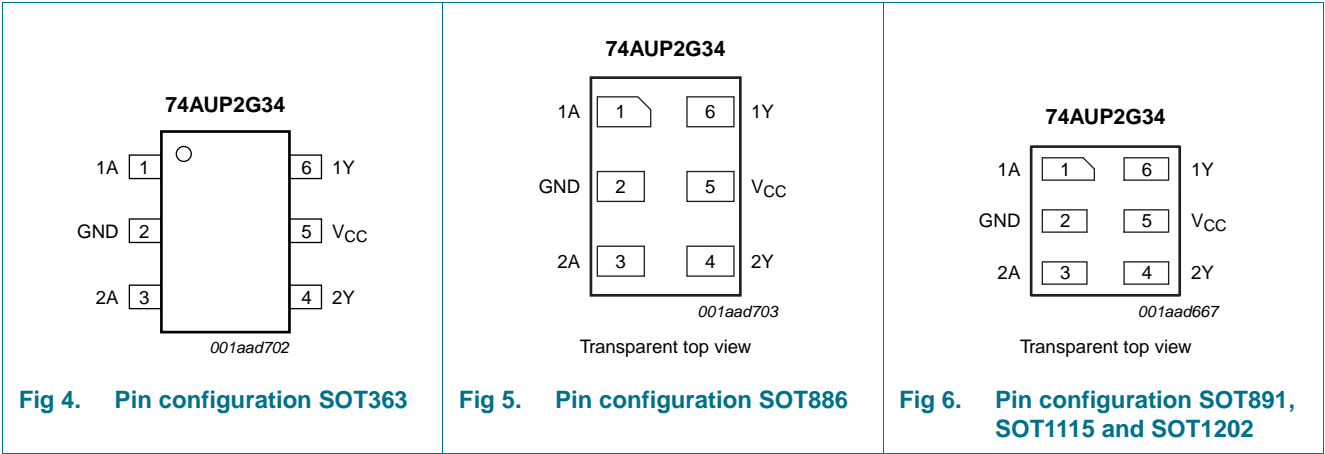 74AUP2G34
1A 1 6 1Y
GND 2 5 VCC
2A 3 4 2Y
001aad702
Fig 4. Pin configuration SOT363
74AUP2G34
1A 1 6 1Y
GND 2 5 VCC
2A 3 4 2Y
001aad703
Transparent top view
Fig 5. Pin configuration SOT886
74AUP2G34
1A 1 6 1Y
GND 2 5 VCC
2A 3 4 2Y
001aad667
Transparent top view
Fig 6. Pin configuration SOT891,
SOT1115 and SOT1202